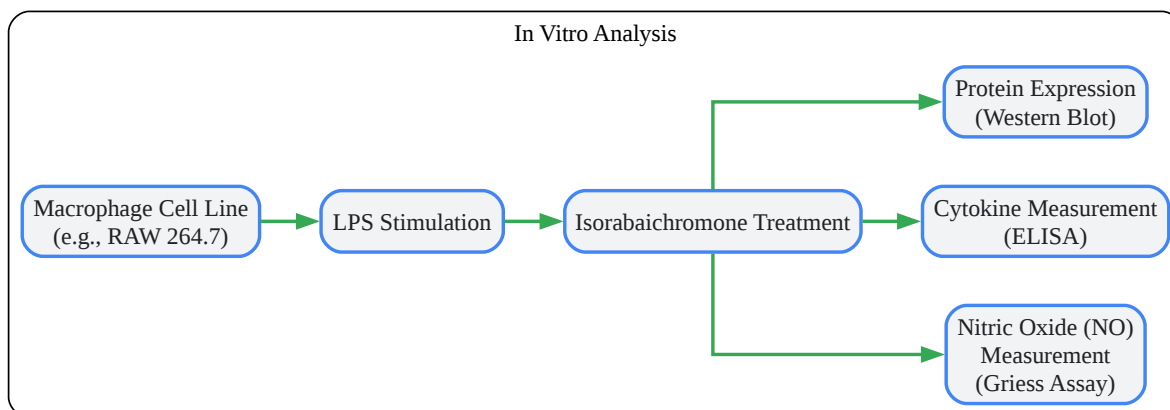 In Vitro Analysis
Macrophage Cell Line
(e.g., RAW 264.7)
LPS Stimulation
Isorabaichromone Treatment
Protein Expression
(Western Blot)
Cytokine Measurement
(ELISA)
Nitric Oxide (NO)
Measurement
(Griess Assay)